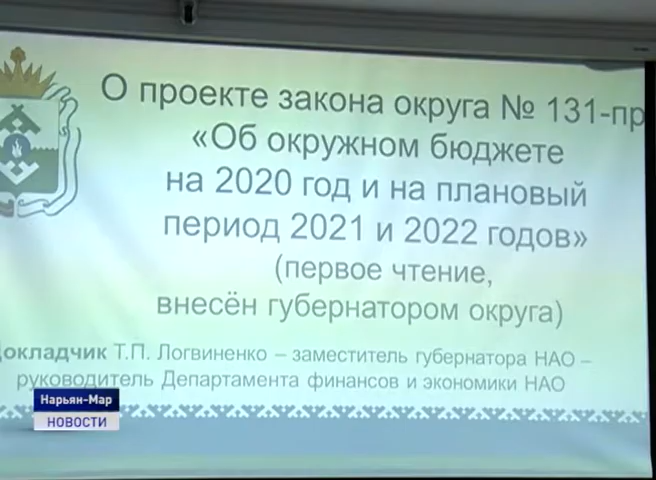 О проекте закона округа № 131-пр
«Об окружном бюджете
на 2020 год и на плановый
период 2021 и 2022 годов»
(первое чтение,
внесён губернатором округа)
окладчик Т.П. Логвиненко – заместитель губернатора НАО –
руководитель Департамента финансов и экономики НАО
Нарьян-Мар
НОВОСТИ